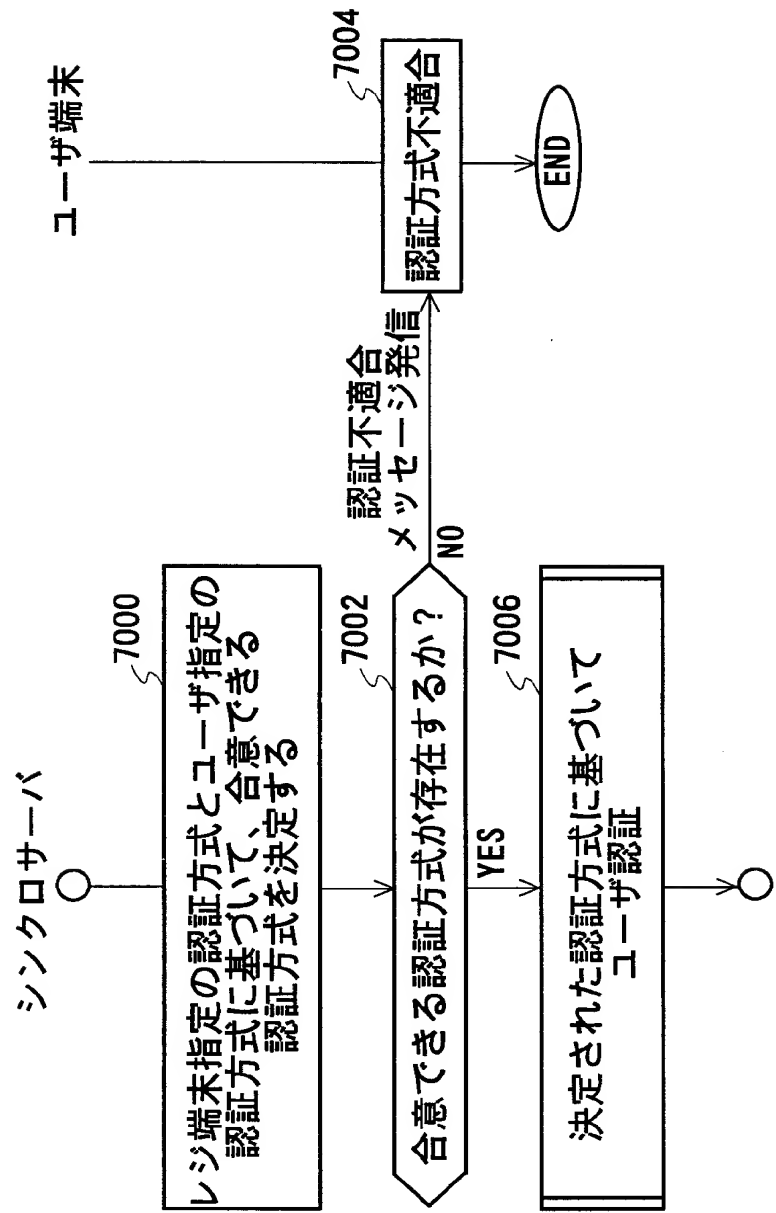 シンクロサーバ
ユーザ端末
7000
レジ端末指定の認証方式とユーザ指定の
認証方式に基づいて、合意できる
認証方式を決定する
7002
合意できる認証方式が存在するか?
NO
認証不適合
メッセージ発信
7004
認証方式不適合
END
YES
7006
決定された認証方式に基づいて
ユーザ認証